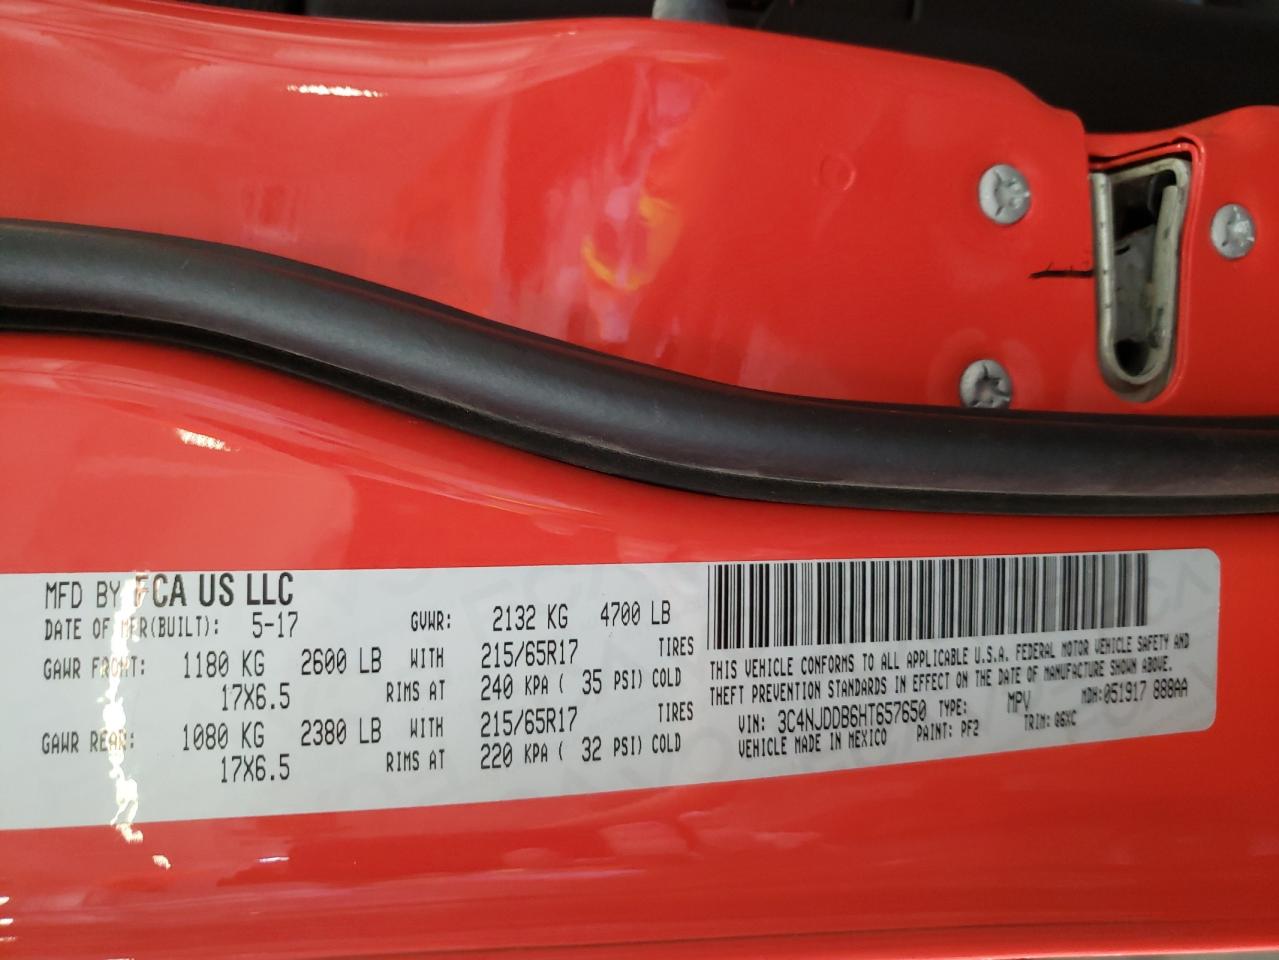 MFD BY FCA US LLC
DATE OF MFR(BUILT): 5-17 GVWR: 2132 KG 4700 LB
GAWR FRONT: 1180 KG 2600 LB WITH 215/65R17 TIRES
17X6.5 RIMS AT 240 KPA ( 35 PSI) COLD
GAWR REAR: 1080 KG 2380 LB WITH 215/65R17 TIRES
17X6.5 RIMS AT 220 KPA ( 32 PSI) COLD
THIS VEHICLE CONFORMS TO ALL APPLICABLE U.S.A. FEDERAL MOTOR VEHICLE SAFETY AND
THEFT PREVENTION STANDARDS IN EFFECT ON THE DATE OF MANUFACTURE SHOWN ABOVE.
VIN: 3C4NJDDB6HT657650 TYPE: MPV MDH:051917 888AA
VEHICLE MADE IN MEXICO PAINT: PF2 TRIM: Q6XC